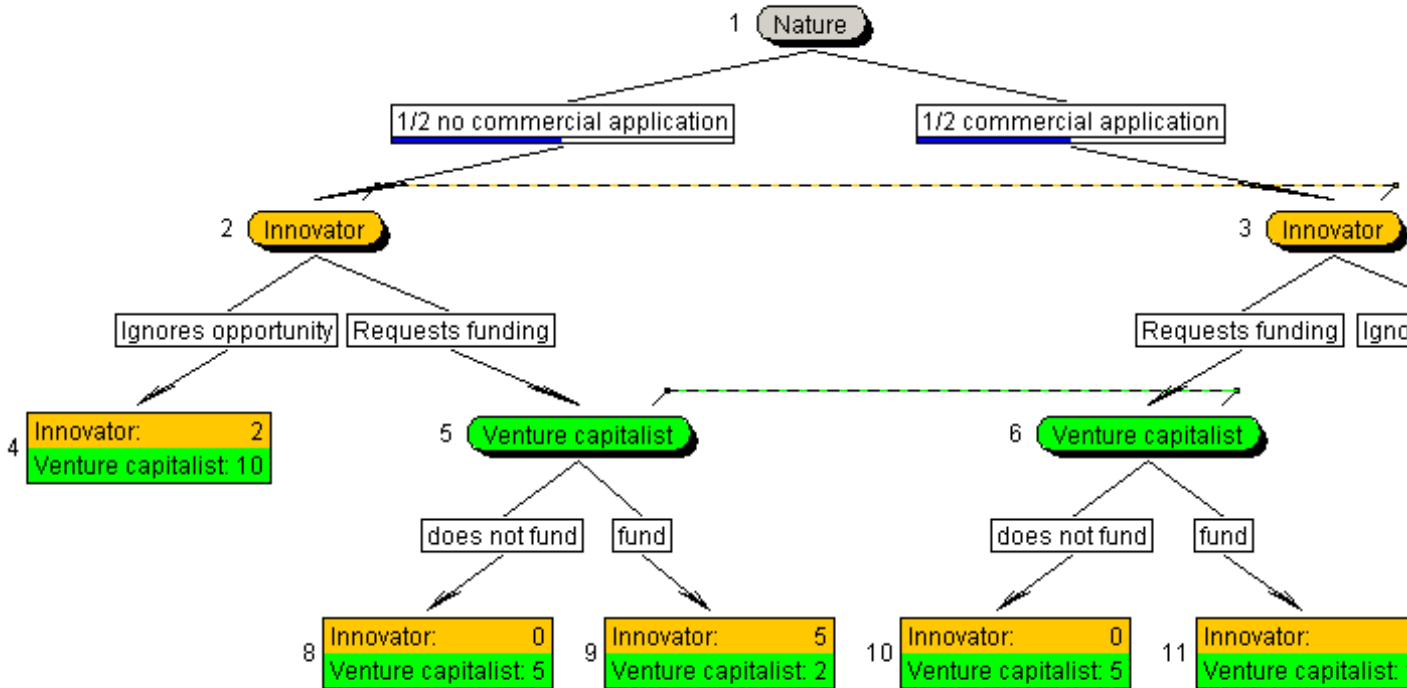 1 Nature
1/2 no commercial application
1/2 commercial application
2 Innovator
3 Innovator
Ignores opportunity
Requests funding
Requests funding
4
Innovator: 2
Venture capitalist: 10
5 Venture capitalist
6 Venture capitalist
does not fund
fund
does not fund
fund
8
Innovator: 0
Venture capitalist: 5
9
Innovator: 5
Venture capitalist: 2
10
Innovator: 0
Venture capitalist: 5
11
Innovator:
Venture capitalist: